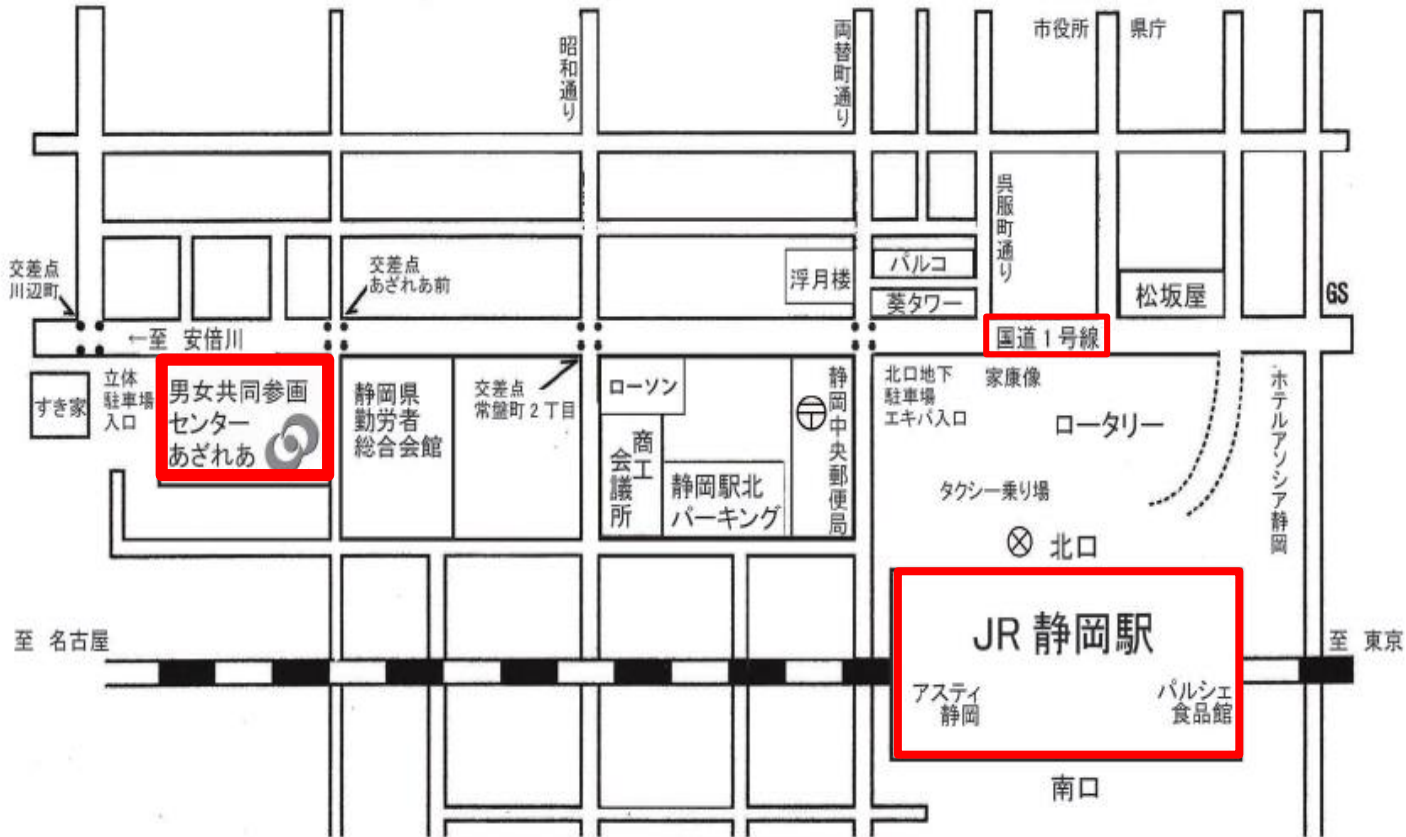 市役所
県庁
昭和通り
両替町通り
呉服町通り
交差点
川辺町
交差点
あざれあ前
浮月楼
パルコ
葵タワー
松坂屋
GS
←至 安倍川
国道1号線
すき家
立体
駐車場
入口
男女共同参画
センター
あざれあ
静岡県
勤労者
総合会館
交差点
常盤町2丁目
ローソン
商工
会議所
静岡駅北
パーキング
静岡中央郵便局
北口地下
駐車場
エキパ入口
家康像
ロータリー
タクシー乗り場
ホテルアソシア静岡
北口
至 名古屋
JR 静岡駅
至 東京
アスティ
静岡
パルシェ
食品館
南口